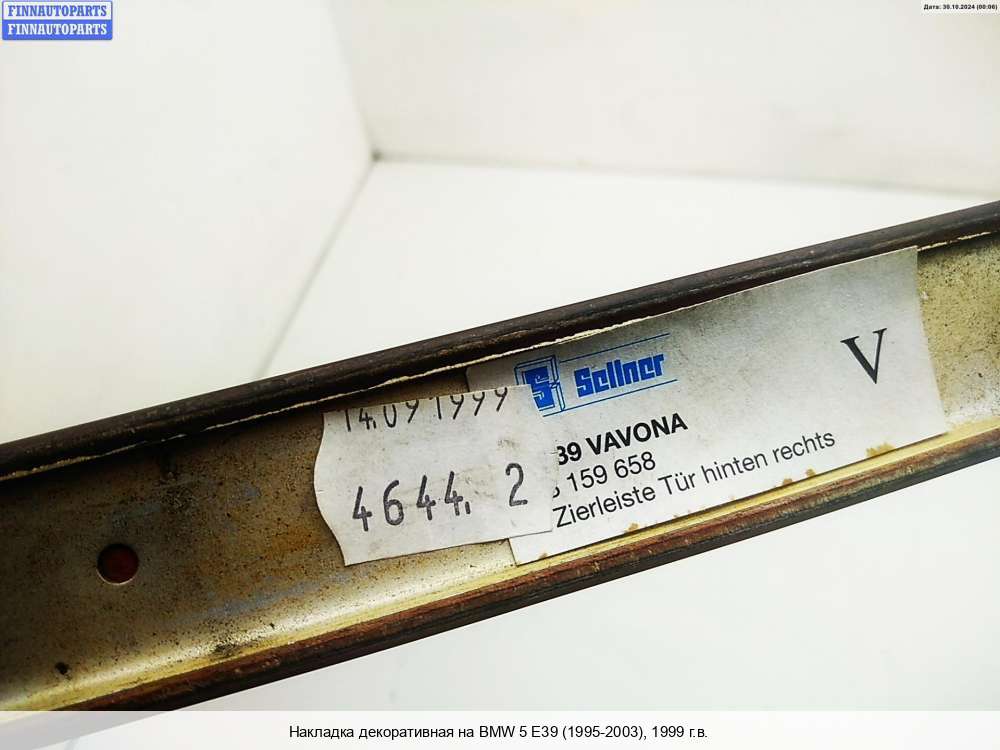 FINNAUTOPARTS
FINNAUTOPARTS
Дата: 30.10.2024 (00:06)
Sellner
V
14.09 1999
4644. 2
39 VAVONA
159 658
Zierleiste Tür hinten rechts
Накладка декоративная на BMW 5 E39 (1995-2003), 1999 г.в.